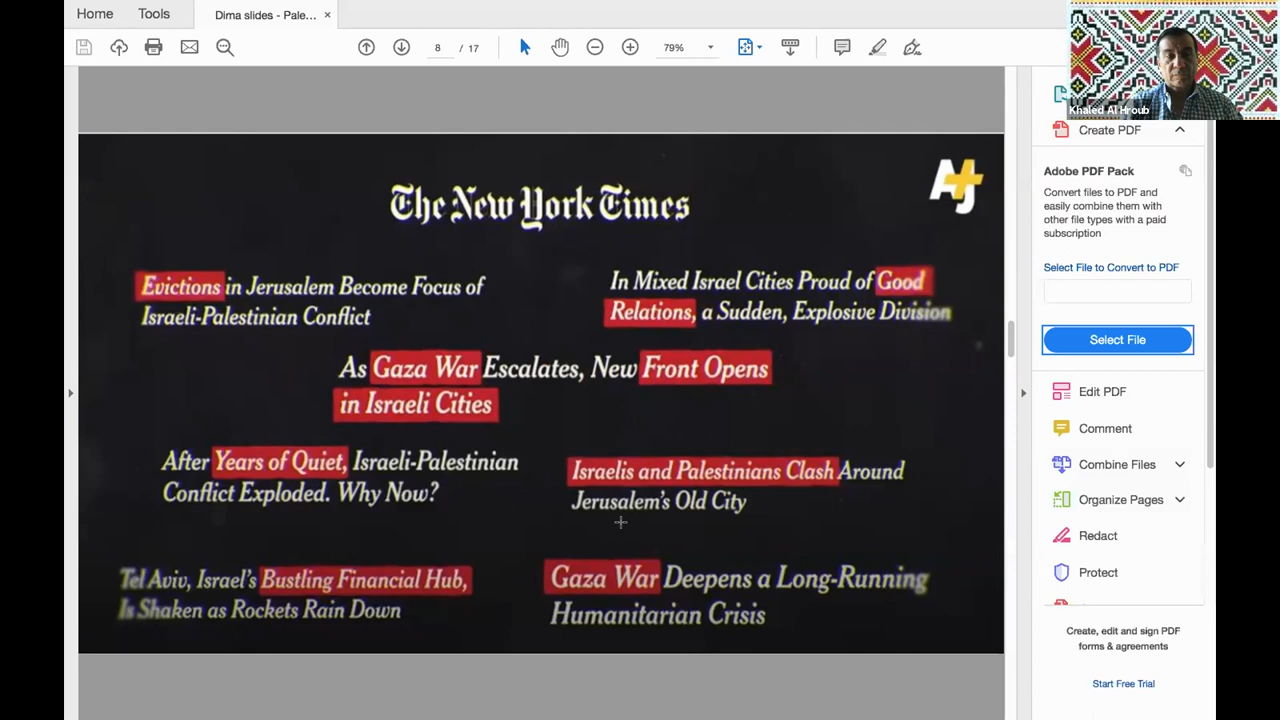 Home
Tools
Dima slides - Pale... ×
8 / 17
79%
Khaled Al Hroub
The New York Times
AJ+
Evictions in Jerusalem Become Focus of
Israeli-Palestinian Conflict
In Mixed Israel Cities Proud of Good
Relations, a Sudden, Explosive Division
As Gaza War Escalates, New Front Opens
in Israeli Cities
After Years of Quiet, Israeli-Palestinian
Conflict Exploded. Why Now?
Israelis and Palestinians Clash Around
Jerusalem's Old City
Tel Aviv, Israel's Bustling Financial Hub,
Is Shaken as Rockets Rain Down
Gaza War Deepens a Long-Running
Humanitarian Crisis
Create PDF
Adobe PDF Pack
Convert files to PDF and
easily combine them with
other file types with a paid
subscription
Select File to Convert to PDF
Select File
Edit PDF
Comment
Combine Files
Organize Pages
Redact
Protect
Create, edit and sign PDF
forms & agreements
Start Free Trial